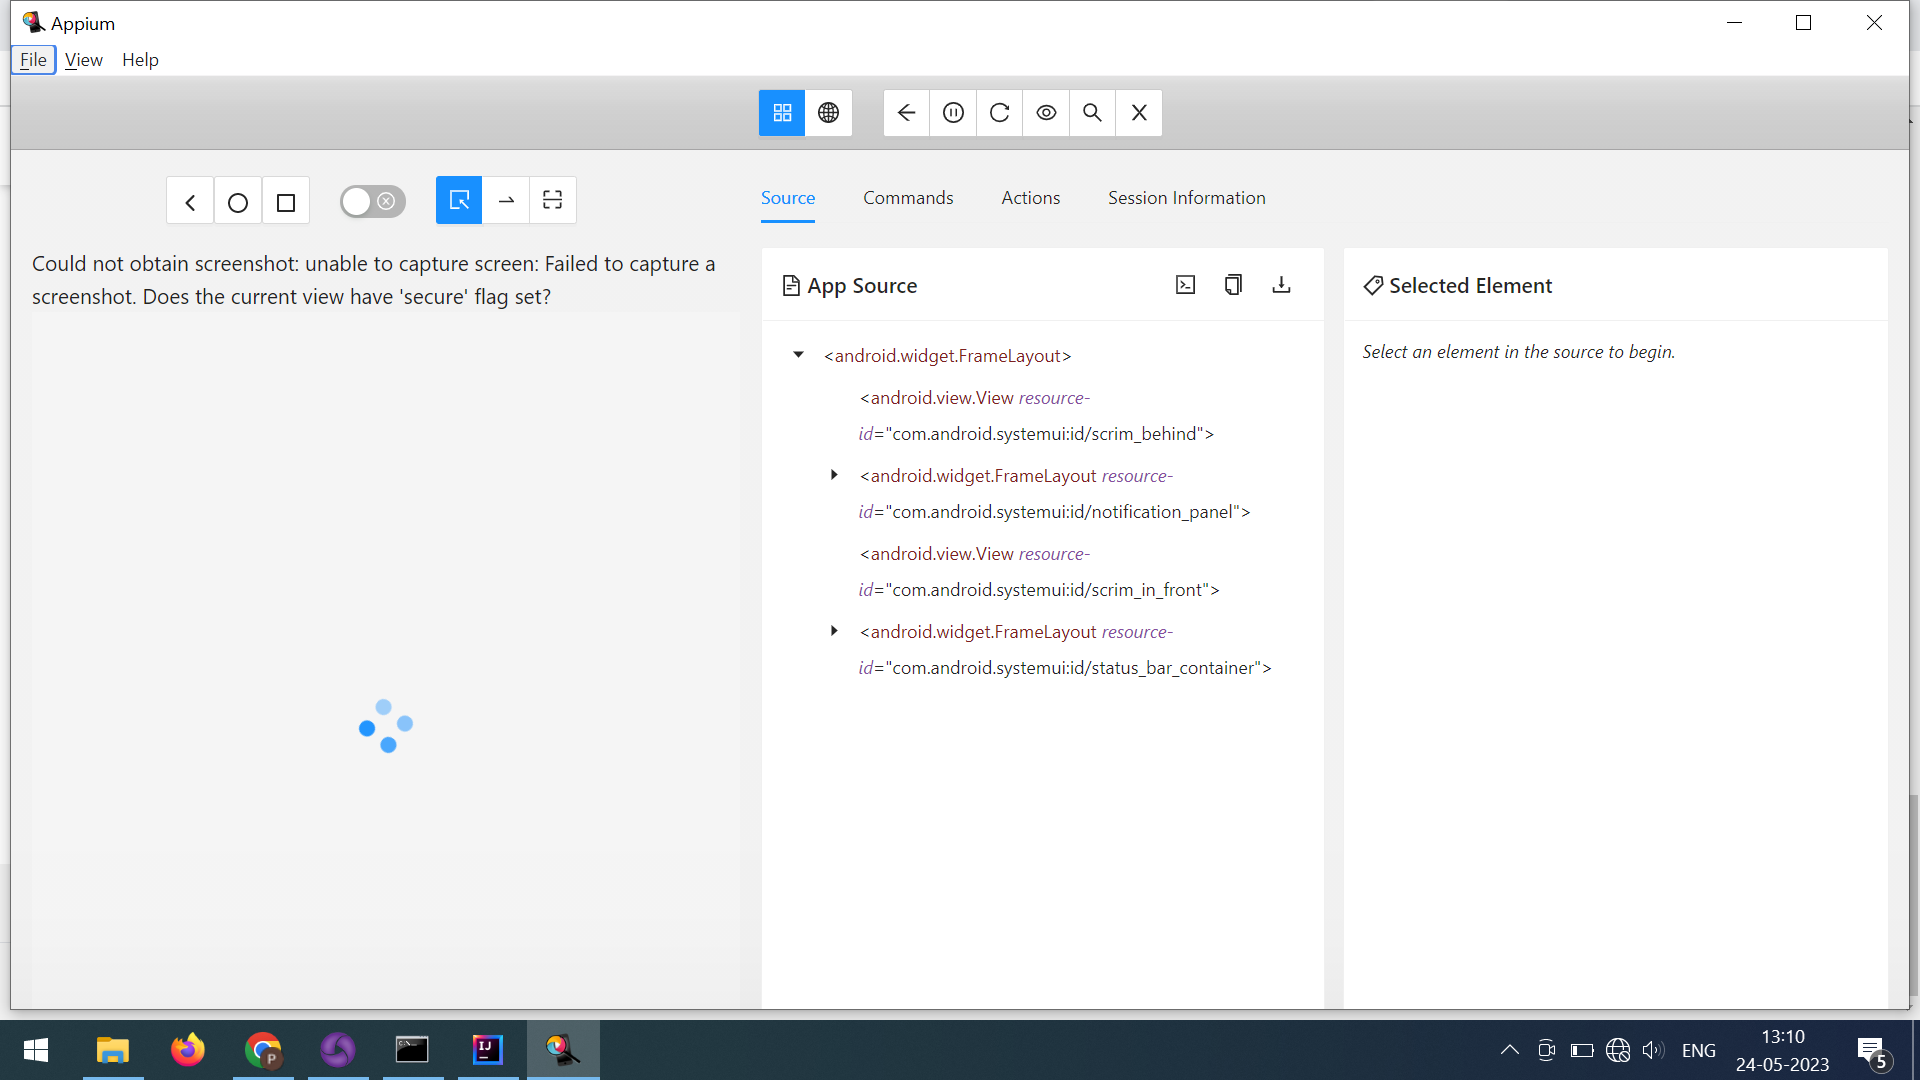 Appium
File View Help
Source Commands Actions Session Information
Could not obtain screenshot: unable to capture screen: Failed to capture a
screenshot. Does the current view have 'secure' flag set?
App Source
<android.widget.FrameLayout>
<android.view.View resource-
id="com.android.systemui:id/scrim_behind">
<android.widget.FrameLayout resource-
id="com.android.systemui:id/notification_panel">
<android.view.View resource-
id="com.android.systemui:id/scrim_in_front">
<android.widget.FrameLayout resource-
id="com.android.systemui:id/status_bar_container">
Selected Element
Select an element in the source to begin.
P
C:\
IJ
ENG
13:10
24-05-2023
5